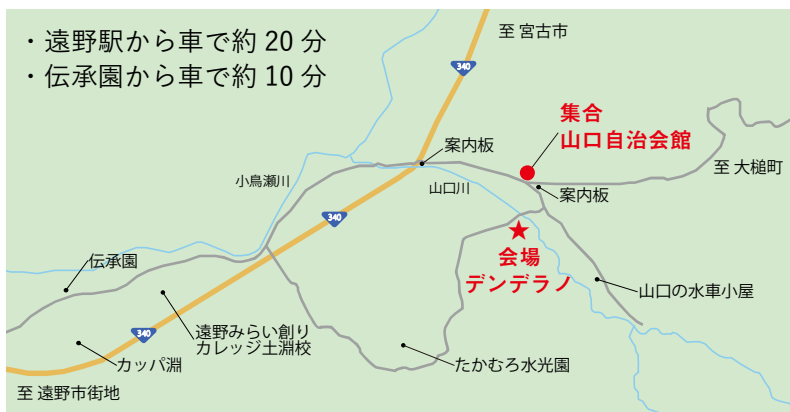 ・遠野駅から車で約 20 分
・伝承園から車で約 10 分
至 宮古市
340
集合
山口自治会館
案内板
至 大槌町
小烏瀬川
山口川
案内板
340
会場
デンデラノ
伝承園
山口の水車小屋
遠野みらい創り
カレッジ土淵校
340
カッパ淵
たかむろ水光園
至 遠野市街地